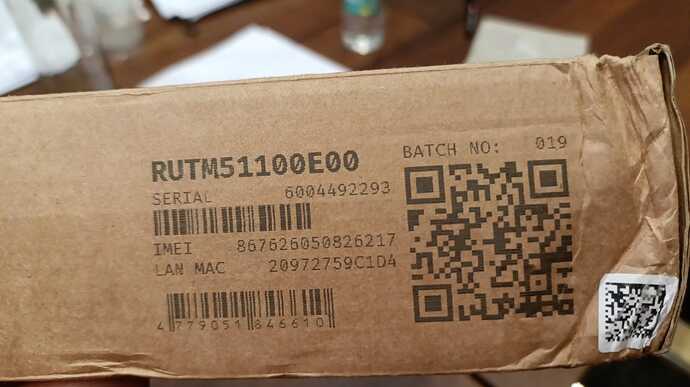 RUTM51100E00
BATCH NO: 019
SERIAL 6004492293
IMEI 867626050826217
LAN MAC 20972759C1D4
4 779051 846610